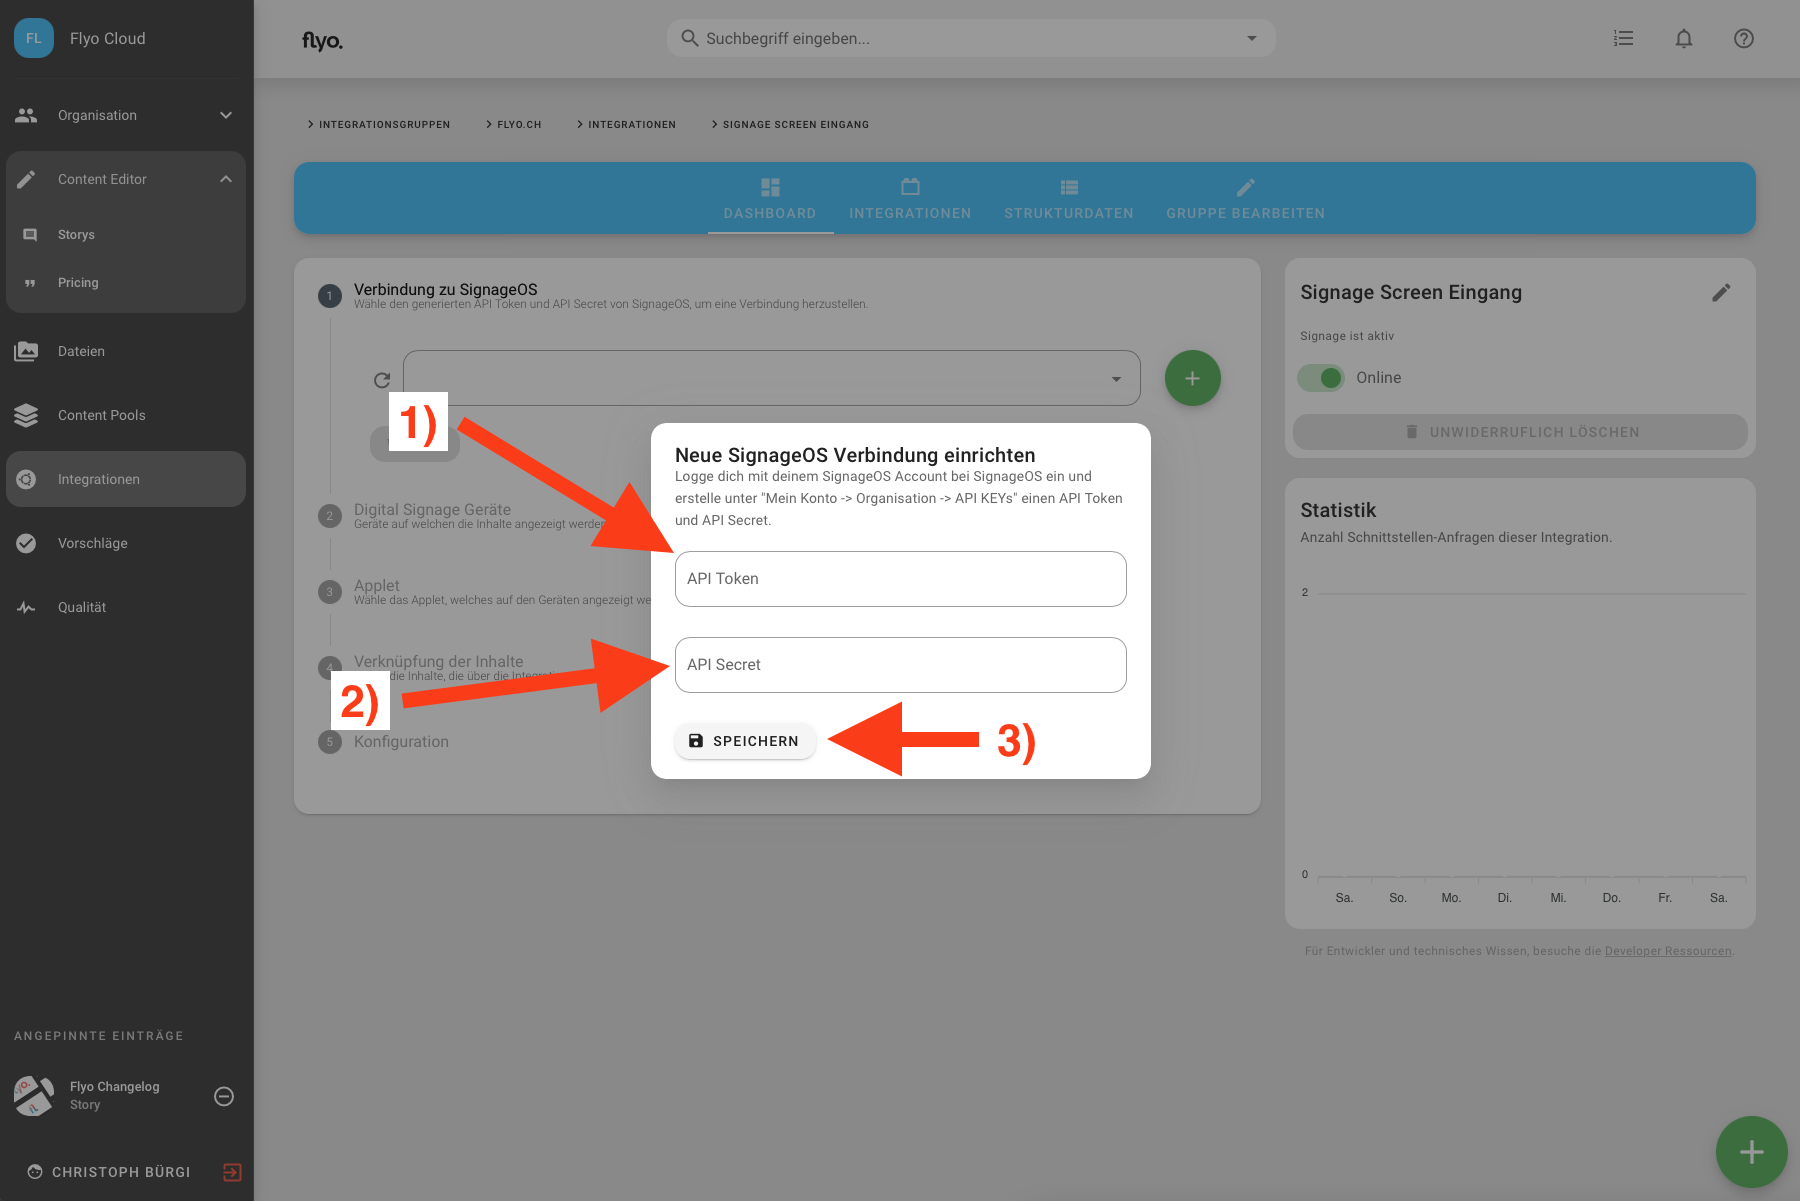 FL
Flyo Cloud
flyo.
Suchbegriff eingeben...
Organisation
Content Editor
Storys
Pricing
Dateien
Content Pools
Integrationen
Vorschläge
Qualität
ANGEPINNTE EINTRÄGE
Flyo Changelog
Story
CHRISTOPH BÜRGI
INTEGRATIONSGRUPPEN
FLYO.CH
INTEGRATIONEN
SIGNAGE SCREEN EINGANG
DASHBOARD
INTEGRATIONEN
STRUKTURDATEN
GRUPPE BEARBEITEN
1
Verbindung zu SignageOS
Wähle den generierten API Token und API Secret von SignageOS, um eine Verbindung herzustellen.
1)
2
Digital Signage Geräte
Geräte auf welchen die Inhalte angezeigt werde
3
Applet
Wähle das Applet, welches auf den Geräten angezeigt we
4
Verknüpfung der Inhalte
die Inhalte, die über die
2)
5
Konfiguration
Neue SignageOS Verbindung einrichten
Logge dich mit deinem SignageOS Account bei SignageOS ein und
erstelle unter "Mein Konto -> Organisation -> API KEYs" einen API Token
und API Secret.
API Token
API Secret
SPEICHERN
3)
Signage Screen Eingang
Signage ist aktiv
Online
UNWIDERRUFLICH LÖSCHEN
Statistik
Anzahl Schnittstellen-Anfragen dieser Integration.
2
0
Sa.
So.
Mo.
Di.
Mi.
Do.
Fr.
Sa.
Für Entwickler und technisches Wissen, besuche die Developer Ressourcen.